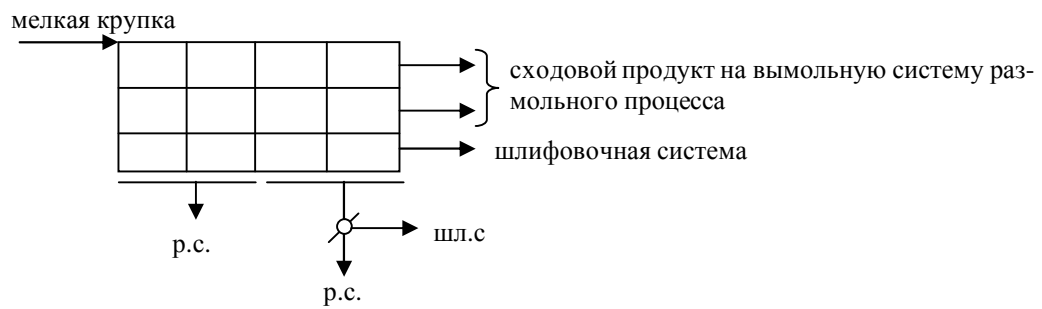 мелкая крупка
сходовой продукт на вымольную систему раз-
мольного процесса
шлифовочная система
шл.с
р.с.
р.с.